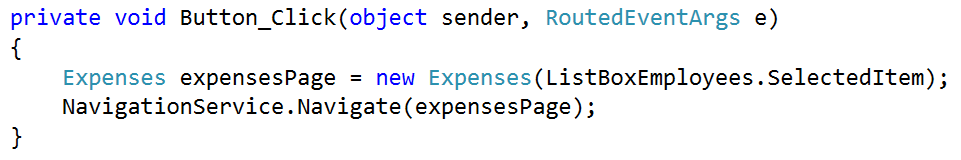 private void Button_Click(object sender, RoutedEventArgs e)
{
    Expenses expensesPage = new Expenses(ListBoxEmployees.SelectedItem);
    NavigationService.Navigate(expensesPage);
}